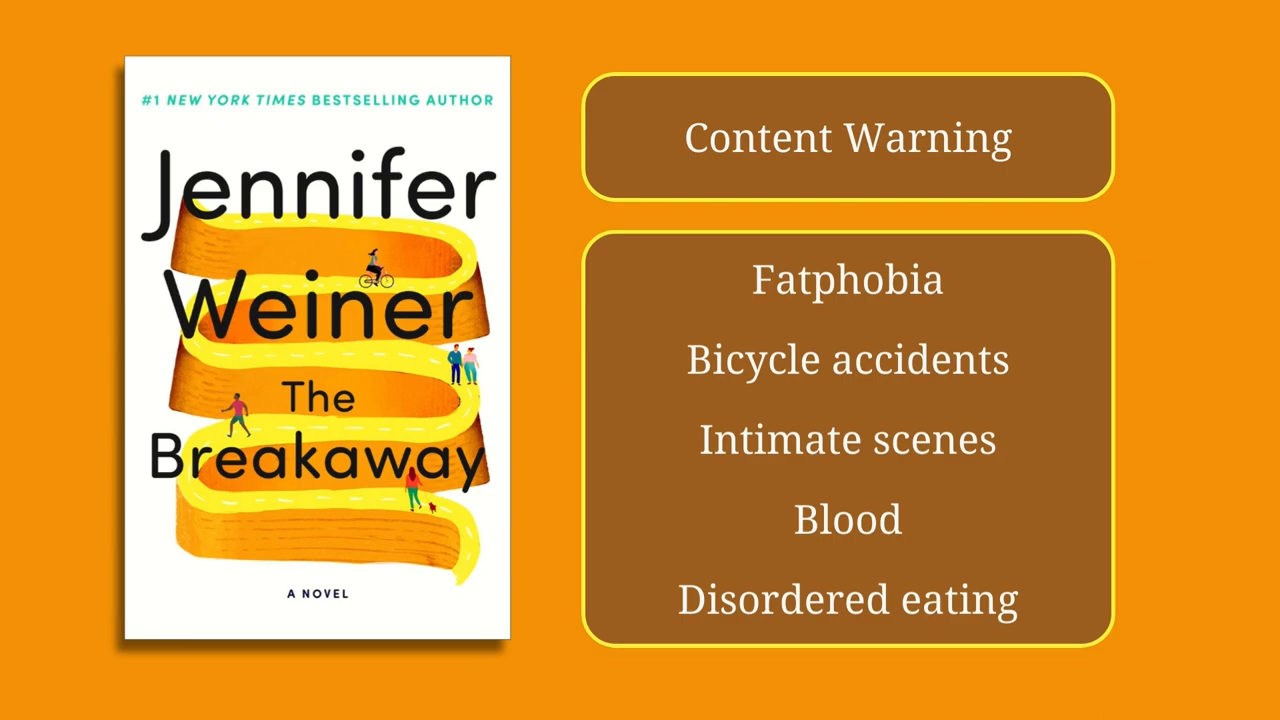 #1 NEW YORK TIMES BESTSELLING AUTHOR
Jennifer
Weiner
The
Breakaway
A NOVEL
Content Warning
Fatphobia
Bicycle accidents
Intimate scenes
Blood
Disordered eating